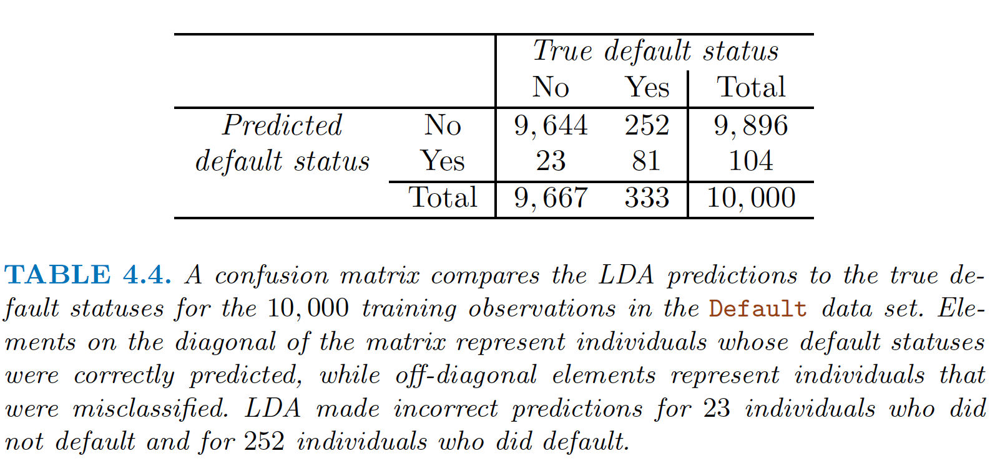 True default status
No Yes Total
Predicted No 9,644 252 9,896
default status Yes 23 81 104
Total 9,667 333 10,000
TABLE 4.4. A confusion matrix compares the LDA predictions to the true de-
fault statuses for the 10,000 training observations in the Default data set. Ele-
ments on the diagonal of the matrix represent individuals whose default statuses
were correctly predicted, while off-diagonal elements represent individuals that
were misclassified. LDA made incorrect predictions for 23 individuals who did
not default and for 252 individuals who did default.